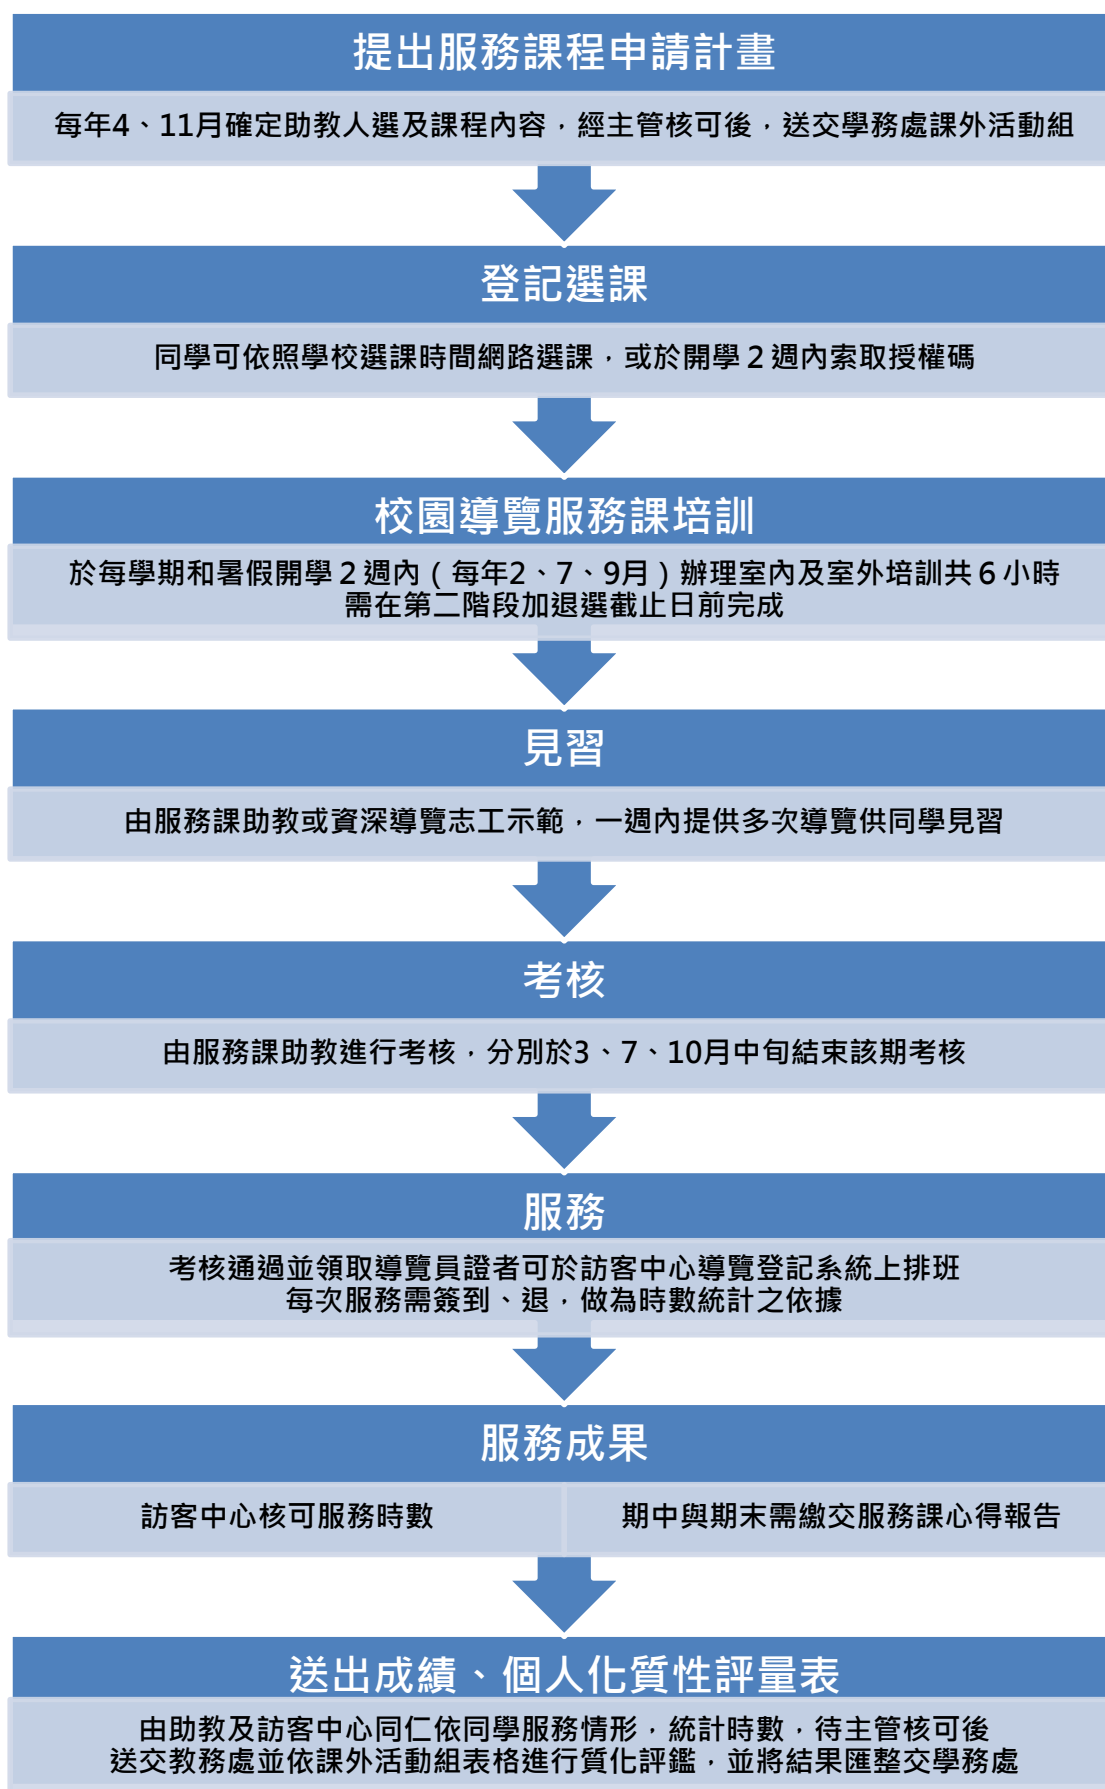 提出服務課程申請計畫
每年4、11月確定助教人選及課程內容，經主管核可後，送交學務處課外活動組
登記選課
同學可依照學校選課時間網路選課，或於開學2週內索取授權碼
校園導覽服務課培訓
於每學期和暑假開學2週內（每年2、7、9月）辦理室內及室外培訓共6小時
需在第二階段加退選截止日前完成
見習
由服務課助教或資深導覽志工示範，一週內提供多次導覽供同學見習
考核
由服務課助教進行考核，分別於3、7、10月中旬結束該期考核
服務
考核通過並領取導覽員證者可於訪客中心導覽登記系統上排班
每次服務需簽到、退，做為時數統計之依據
服務成果
訪客中心核可服務時數
期中與期末需繳交服務課心得報告
送出成績、個人化質性評量表
由助教及訪客中心同仁依同學服務情形，統計時數，待主管核可後
送交教務處並依課外活動組表格進行質化評鑑，並將結果匯整交學務處